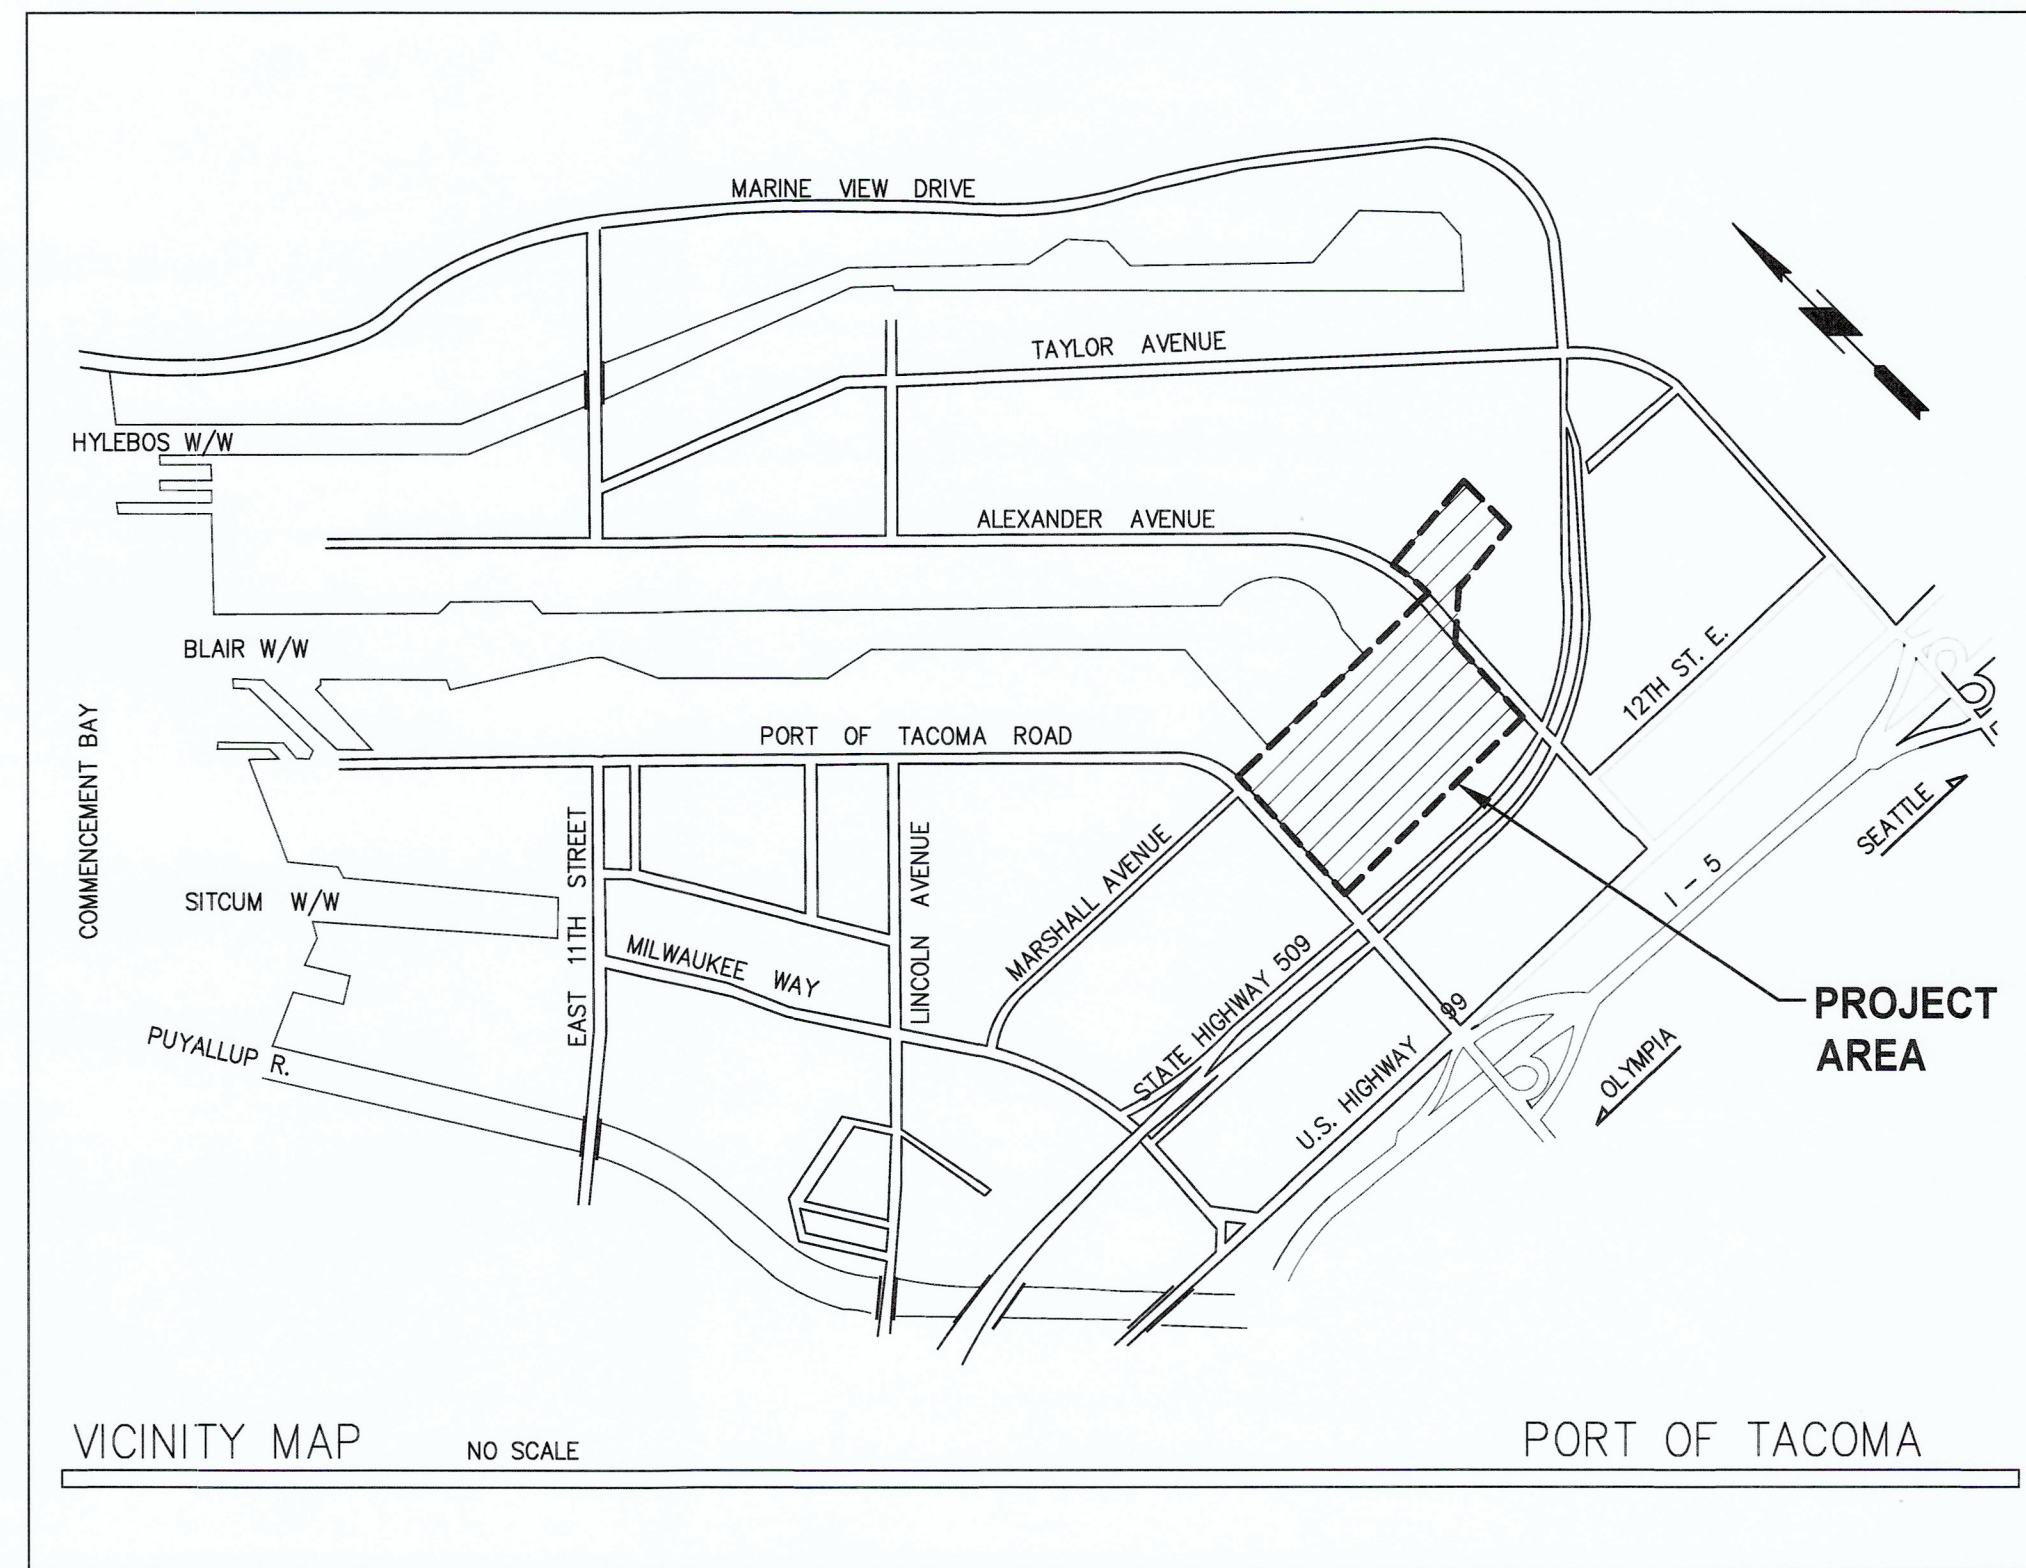 MARINE VIEW DRIVE
TAYLOR AVENUE
HYLEBOS W/W
ALEXANDER AVENUE
BLAIR W/W
12TH ST. E.
COMMENCEMENT BAY
PORT OF TACOMA ROAD
SEATTLE
EAST 11TH STREET
LINCOLN AVENUE
MARSHALL AVENUE
I - 5
SITCUM W/W
MILWAUKEE WAY
STATE HIGHWAY 509
PROJECT
AREA
PUYALLUP R.
U.S. HIGHWAY 99
OLYMPIA
VICINITY MAP
NO SCALE
PORT OF TACOMA